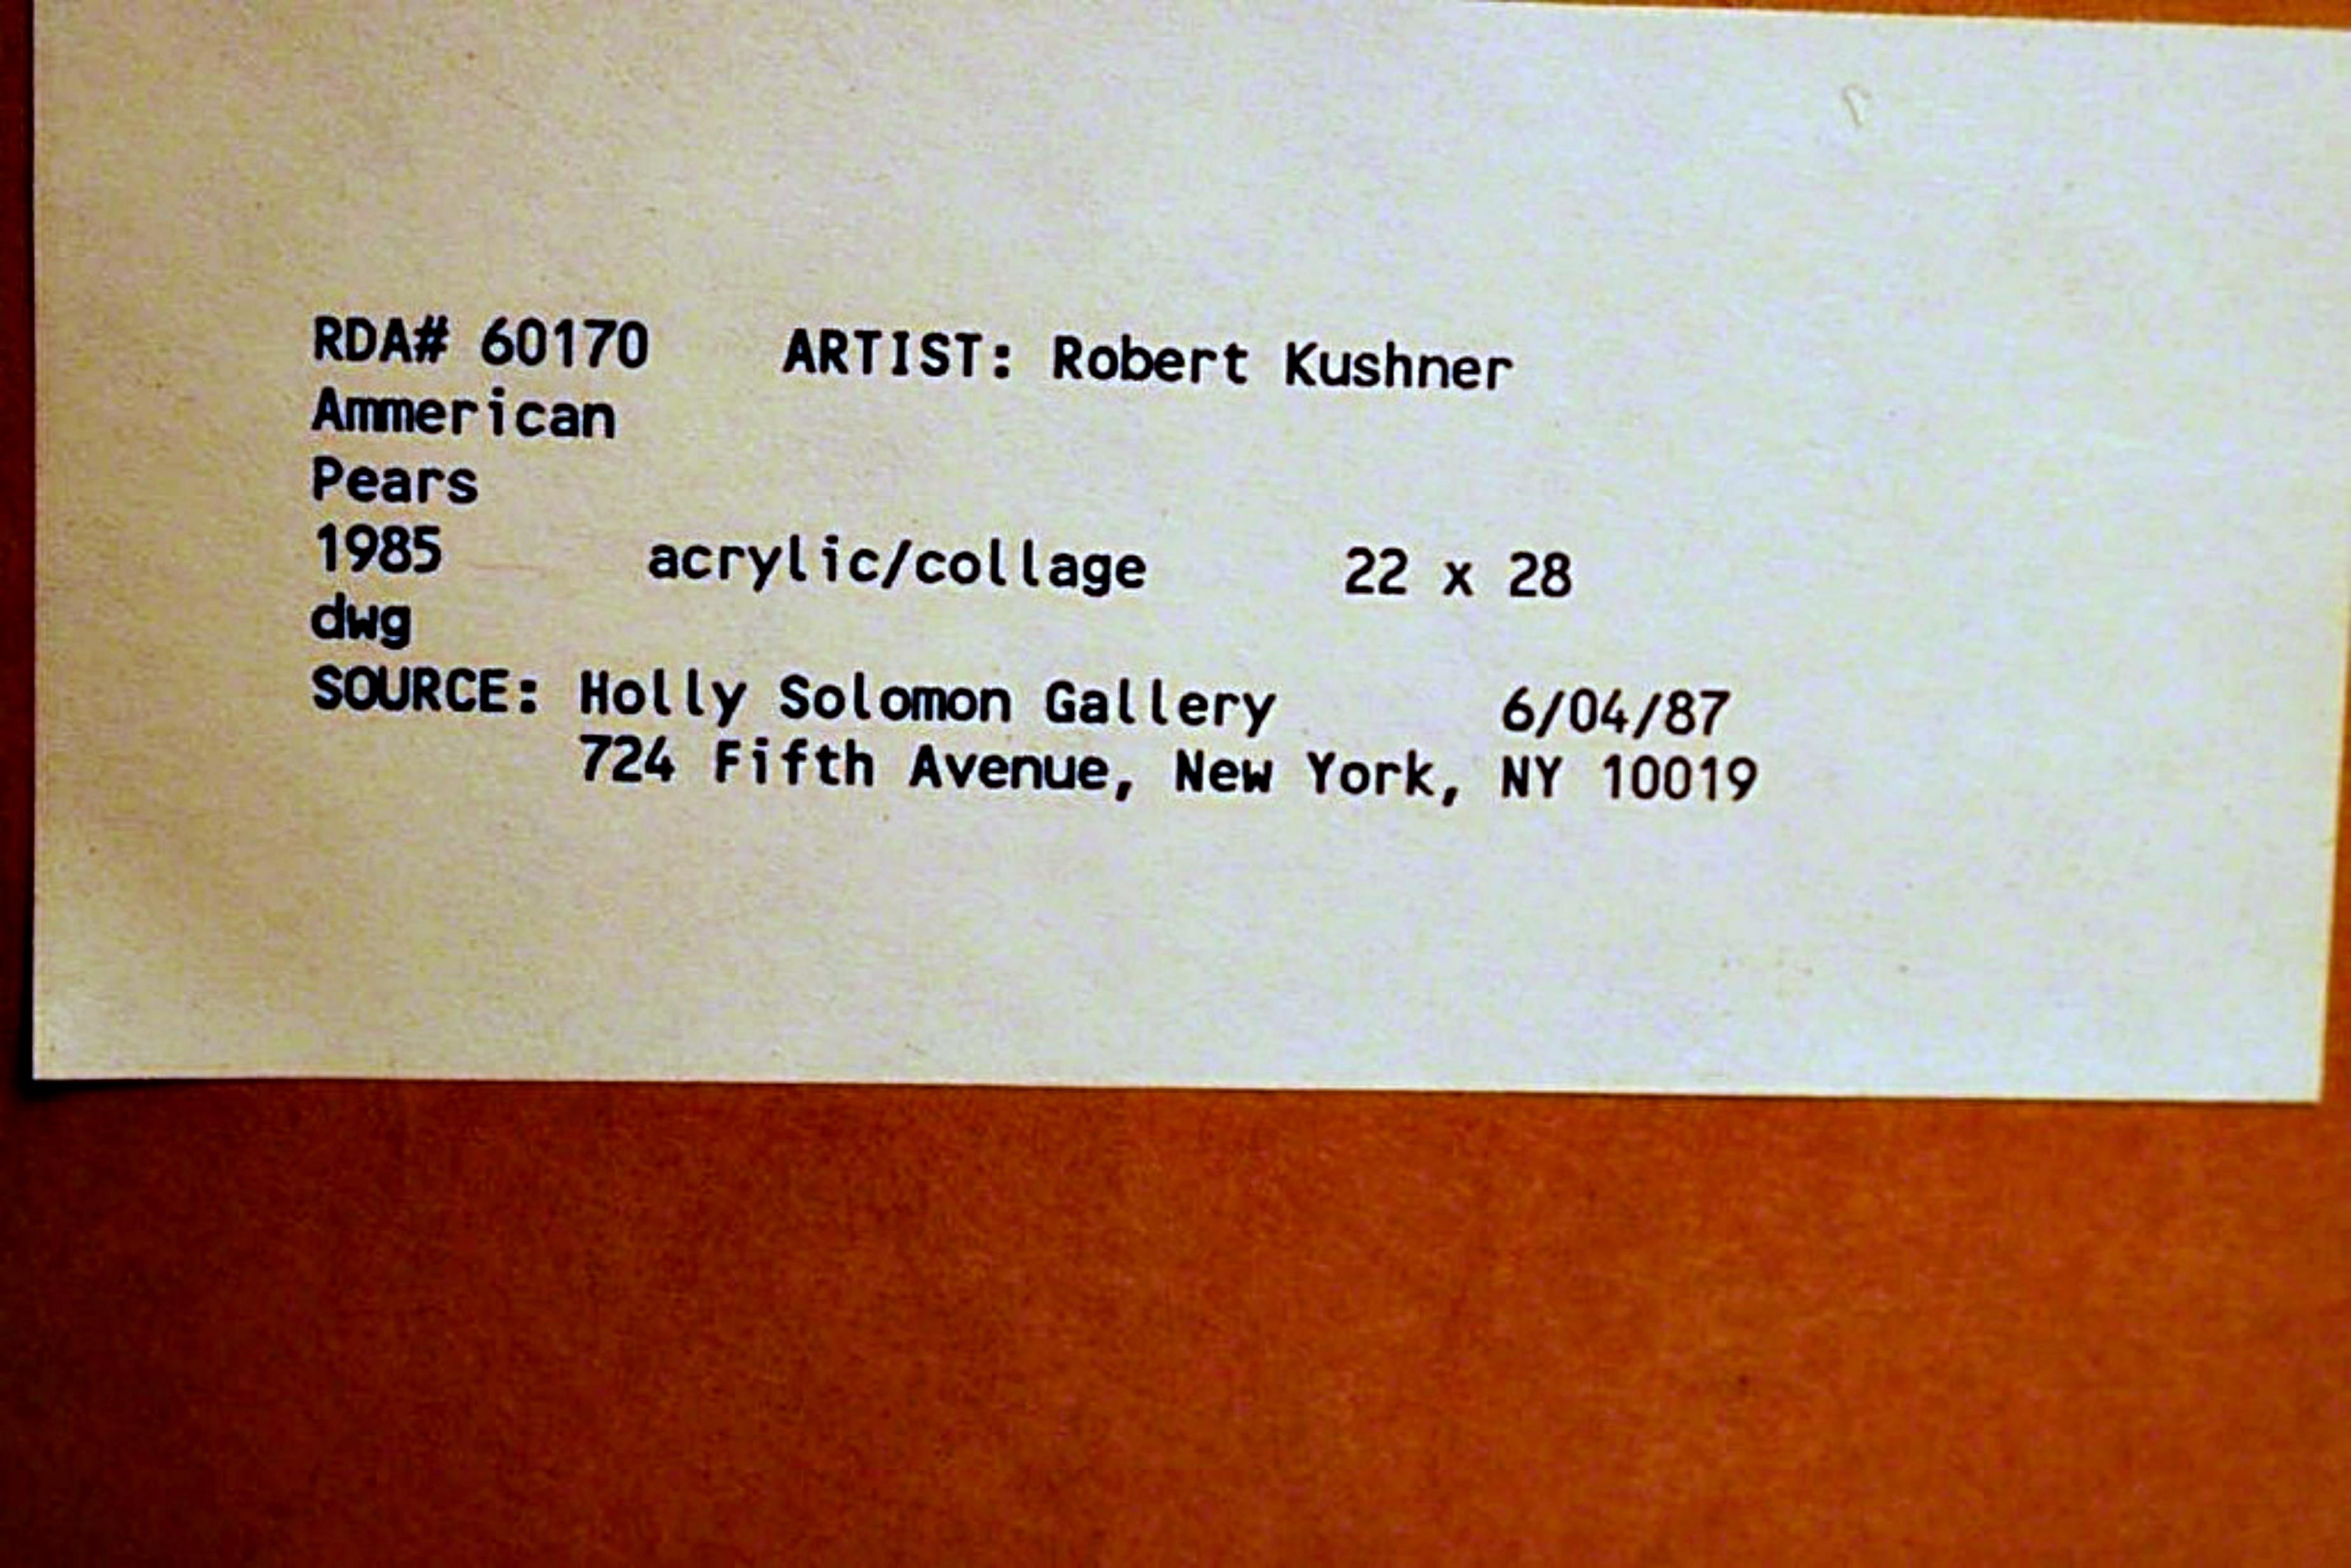 RDA# 60170 ARTIST: Robert Kushner
Ammerican
Pears
1985 acrylic/collage 22 x 28
dwg
SOURCE: Holly Solomon Gallery 6/04/87
724 Fifth Avenue, New York, NY 10019